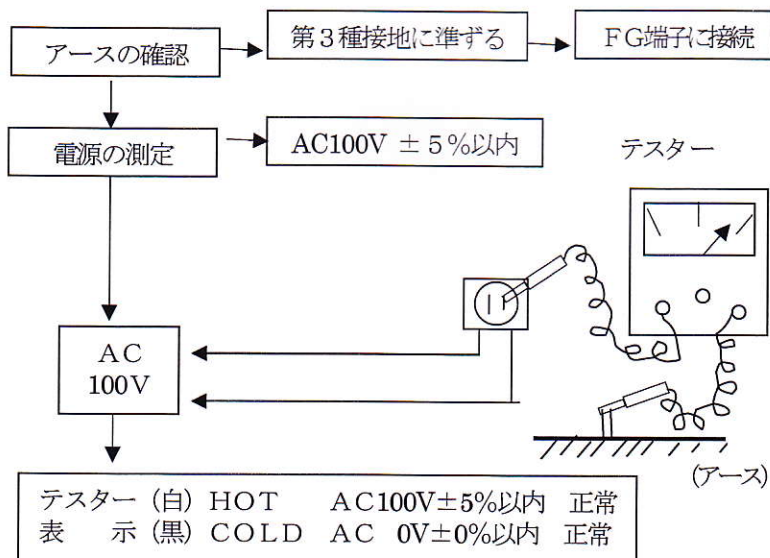 アースの確認
第3種接地に準ずる
FG端子に接続
電源の測定
AC100V ±5%以内
テスター
AC
100V
(アース)
テスター(白)HOT AC100V±5%以内 正常
表 示(黒)COLD AC 0V±0%以内 正常